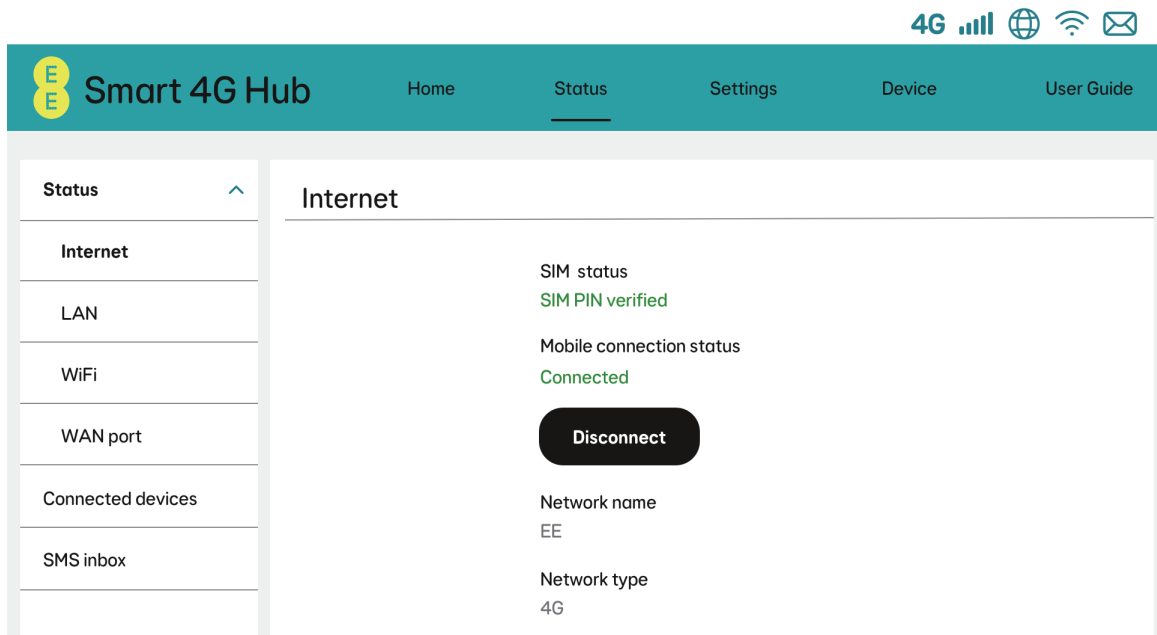 4G
E
E
Smart 4G Hub
Home
Status
Settings
Device
User Guide
Status
Internet
LAN
WiFi
WAN port
Connected devices
SMS inbox
Internet
SIM status
SIM PIN verified
Mobile connection status
Connected
Disconnect
Network name
EE
Network type
4G